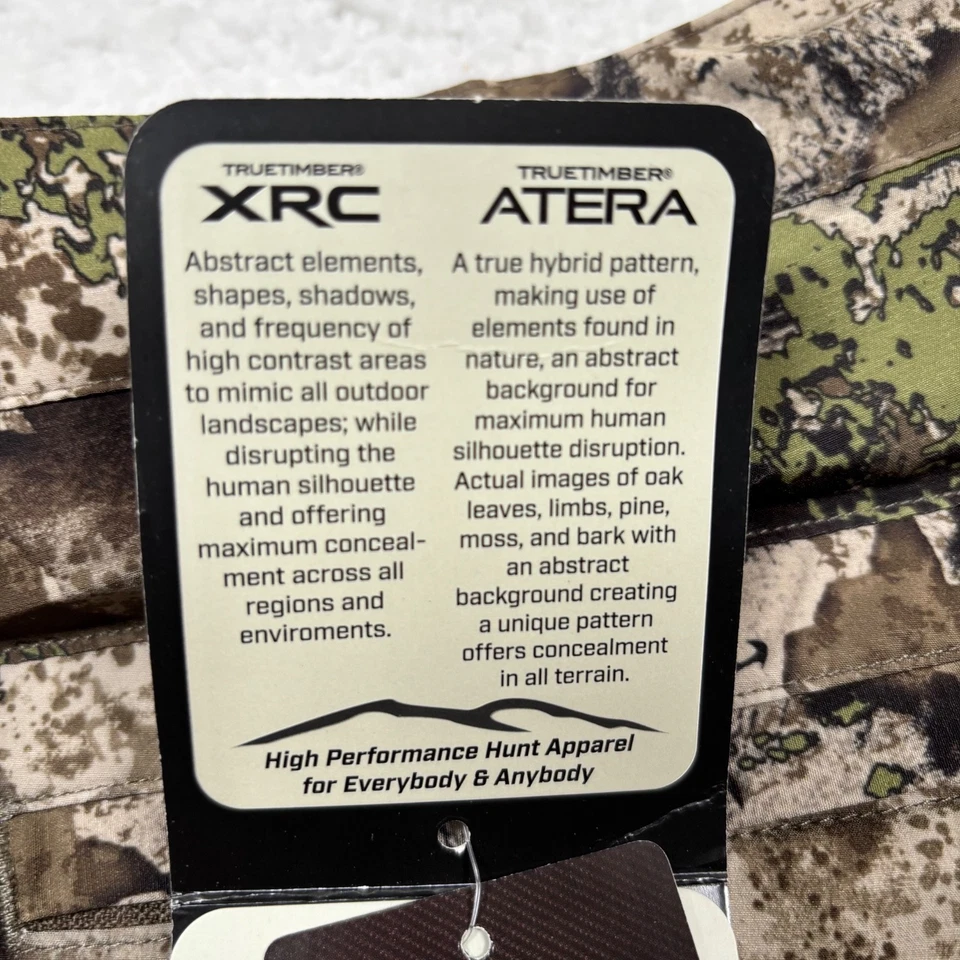 TRUETIMBER®
XRC
Abstract elements,
shapes, shadows,
and frequency of
high contrast areas
to mimic all outdoor
landscapes; while
disrupting the
human silhouette
and offering
maximum conceal-
ment across all
regions and
enviroments.
TRUETIMBER®
ATERA
A true hybrid pattern,
making use of
elements found in
nature, an abstract
background for
maximum human
silhouette disruption.
Actual images of oak
leaves, limbs, pine,
moss, and bark with
an abstract
background creating
a unique pattern
offers concealment
in all terrain.
High Performance Hunt Apparel
for Everybody & Anybody